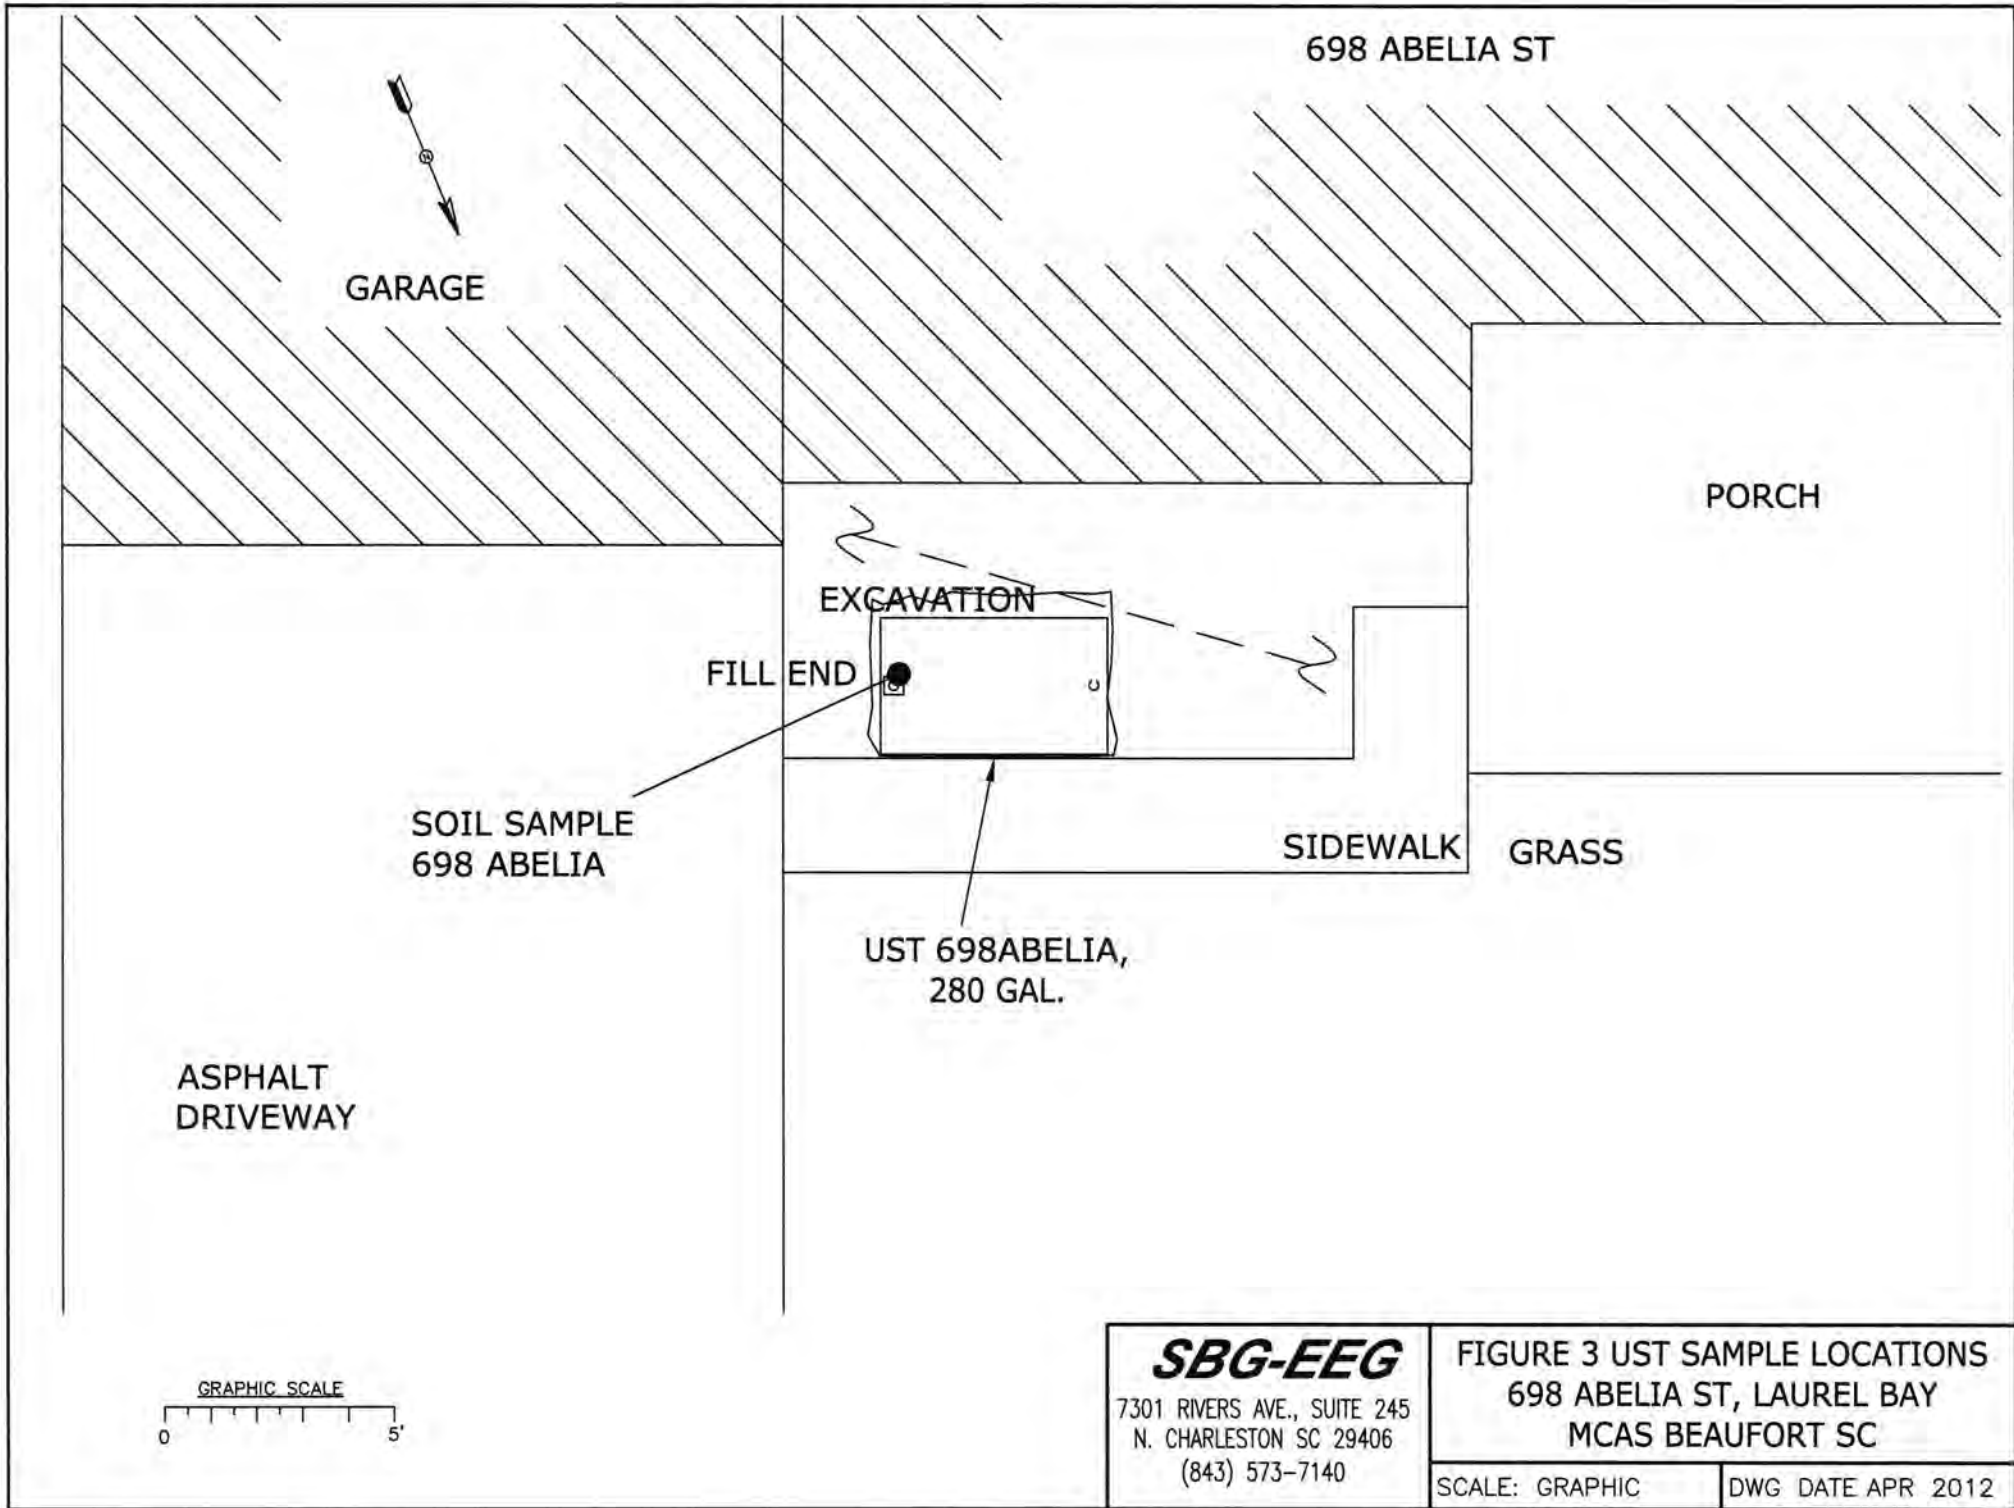 698 ABELIA ST
GARAGE
PORCH
EXCAVATION
FILL END
C
SOIL SAMPLE
698 ABELIA
SIDEWALK
GRASS
UST 698ABELIA,
280 GAL.
ASPHALT
DRIVEWAY
GRAPHIC SCALE
0 5'
SBG-EEG
7301 RIVERS AVE., SUITE 245
N. CHARLESTON SC 29406
(843) 573-7140
FIGURE 3 UST SAMPLE LOCATIONS
698 ABELIA ST, LAUREL BAY
MCAS BEAUFORT SC
SCALE: GRAPHIC
DWG DATE APR 2012